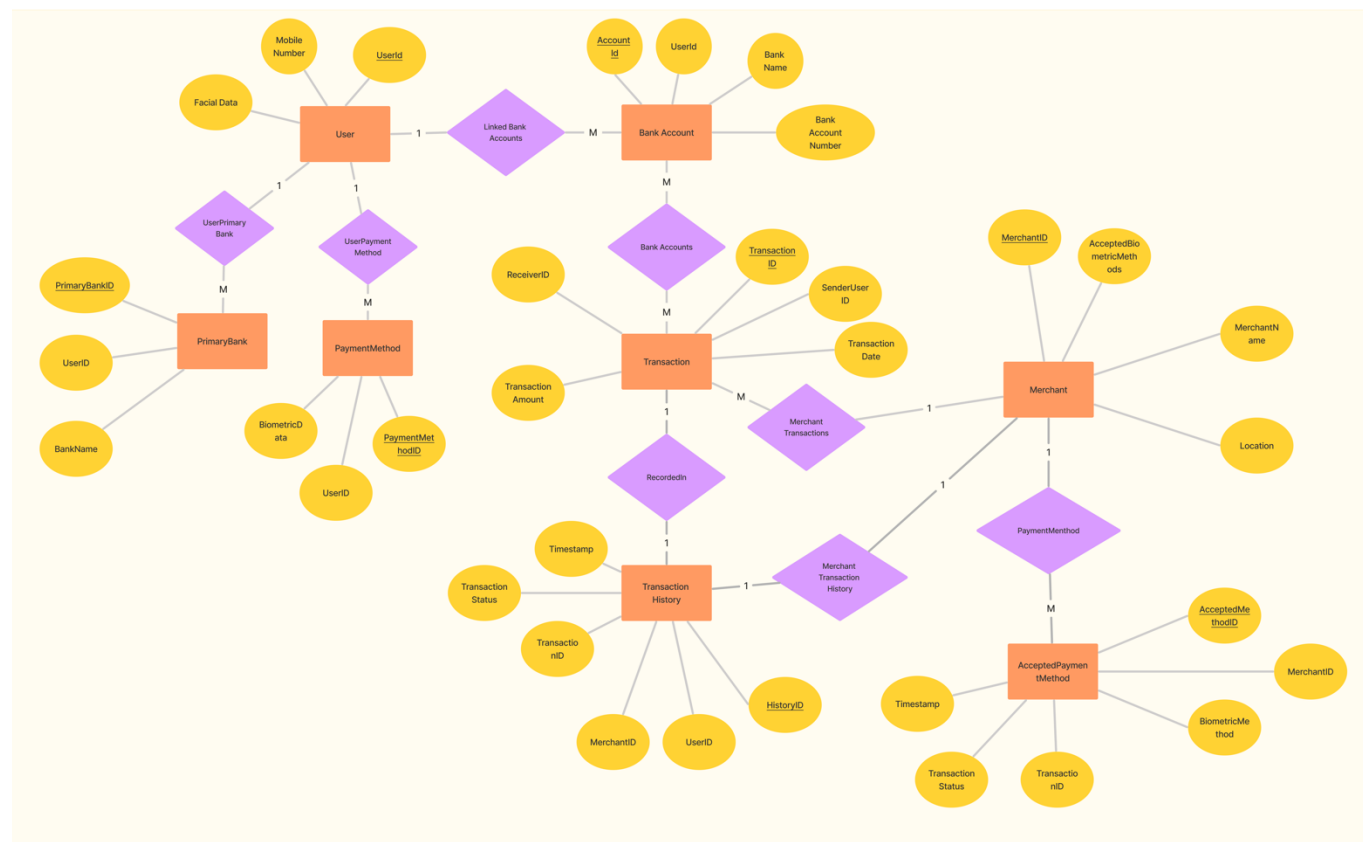 Mobile
Number
UserId
Facial Data
User
1
Linked Bank
Accounts
M
Account
Id
UserId
Bank
Name
Bank Account
Bank
Account
Number
1
1
UserPrimary
Bank
UserPayment
Method
M
M
PrimaryBankID
PrimaryBank
UserID
BankName
PaymentMethod
BiometricD
ata
UserID
PaymentMet
hodID
M
Bank Accounts
M
ReceiverID
Transaction
ID
SenderUser
ID
Transaction
Date
Transaction
Transaction
Amount
M
Merchant
Transactions
1
MerchantID
AcceptedBio
metricMeth
ods
MerchantN
ame
Merchant
Location
1
RecordedIn
1
1
Merchant
Transaction
History
1
1
PaymentMenthod
M
Timestamp
Transaction
Status
Transaction
History
Transactio
nID
MerchantID
UserID
HistoryID
AcceptedMe
thodID
AcceptedPaymen
tMethod
MerchantID
Timestamp
BiometricMe
thod
Transaction
Status
Transactio
nID